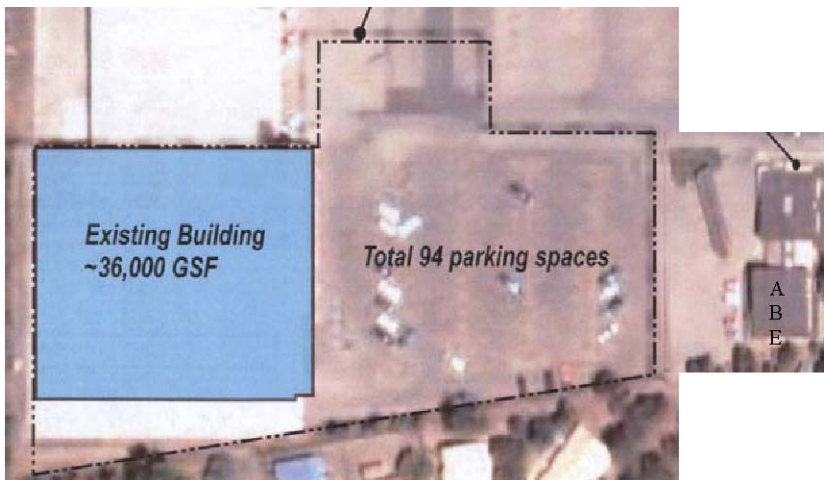 Existing Building
~36,000 GSF
Total 94 parking spaces
A
B
E